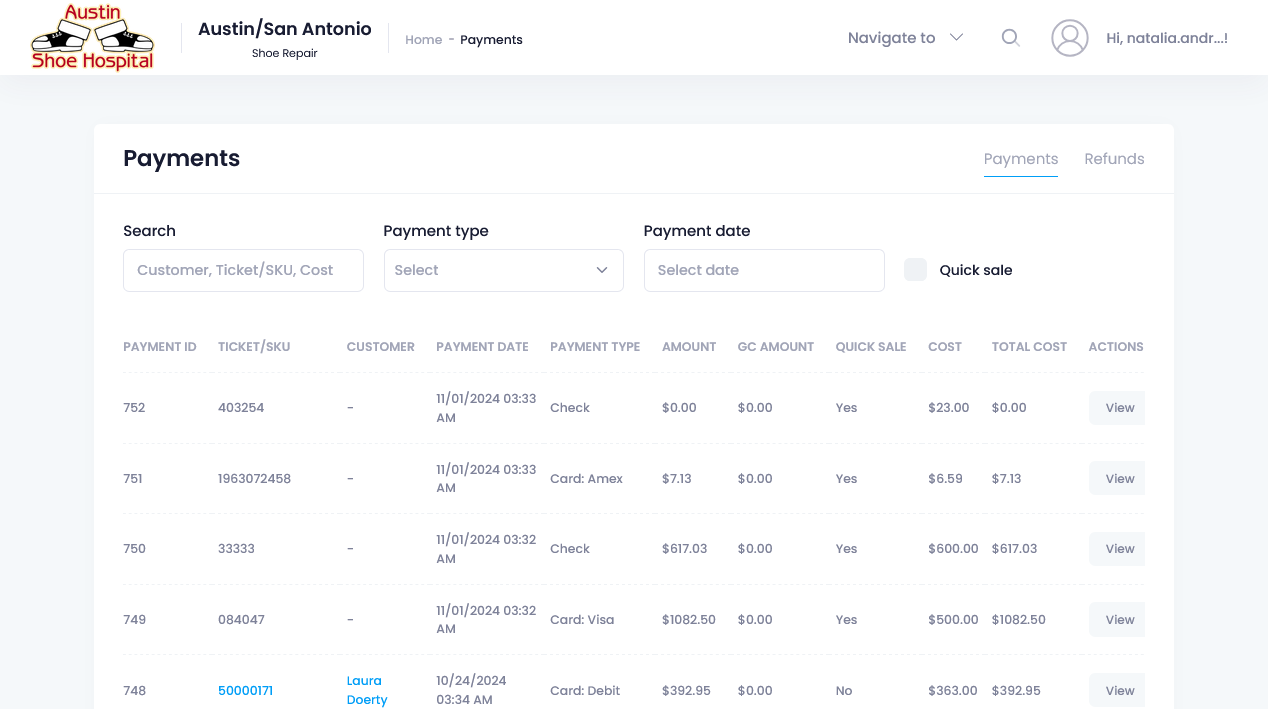 Austin
Shoe Hospital
Austin/San Antonio
Shoe Repair
Home - Payments
Navigate to
Hi, natalia.andr...!
Payments
Payments Refunds
Search Payment type Payment date
Customer, Ticket/SKU, Cost Select Select date Quick sale
PAYMENT ID TICKET/SKU CUSTOMER PAYMENT DATE PAYMENT TYPE AMOUNT GC AMOUNT QUICK SALE COST TOTAL COST ACTIONS
752 403254 - 11/01/2024 03:33 AM Check $0.00 $0.00 Yes $23.00 $0.00 View
751 1963072458 - 11/01/2024 03:33 AM Card: Amex $7.13 $0.00 Yes $6.59 $7.13 View
750 33333 - 11/01/2024 03:32 AM Check $617.03 $0.00 Yes $600.00 $617.03 View
749 084047 - 11/01/2024 03:32 AM Card: Visa $1082.50 $0.00 Yes $500.00 $1082.50 View
748 50000171 Laura Doerty 10/24/2024 03:34 AM Card: Debit $392.95 $0.00 No $363.00 $392.95 View